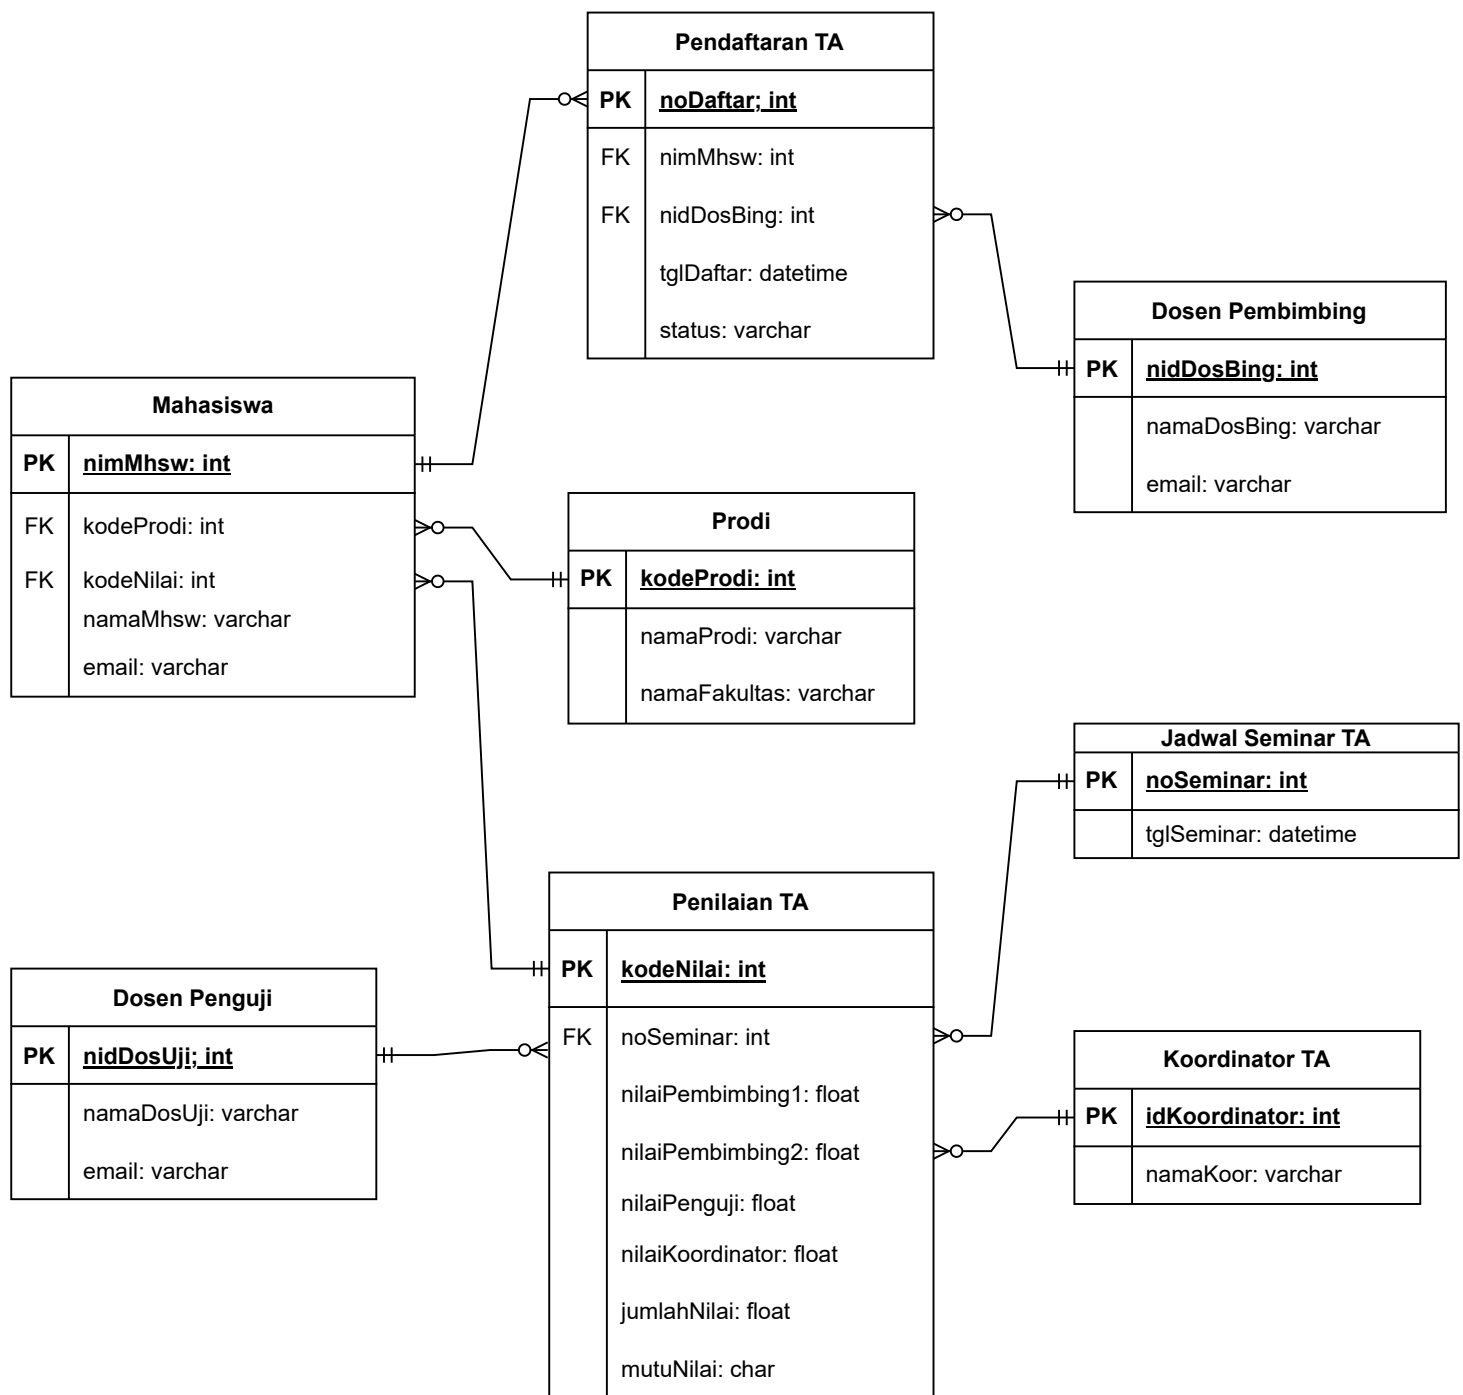 Pendaftaran TA
PK noDaftar; int
FK nimMhsw: int
FK nidDosBing: int
tglDaftar: datetime
status: varchar
Dosen Pembimbing
PK nidDosBing: int
namaDosBing: varchar
email: varchar
Mahasiswa
PK nimMhsw: int
FK kodeProdi: int
FK kodeNilai: int
namaMhsw: varchar
email: varchar
Prodi
PK kodeProdi: int
namaProdi: varchar
namaFakultas: varchar
Jadwal Seminar TA
PK noSeminar: int
tglSeminar: datetime
Penilaian TA
PK kodeNilai: int
FK noSeminar: int
nilaiPembimbing1: float
nilaiPembimbing2: float
nilaiPenguji: float
nilaiKoordinator: float
jumlahNilai: float
mutuNilai: char
Dosen Penguji
PK nidDosUji; int
namaDosUji: varchar
email: varchar
Koordinator TA
PK idKoordinator: int
namaKoor: varchar